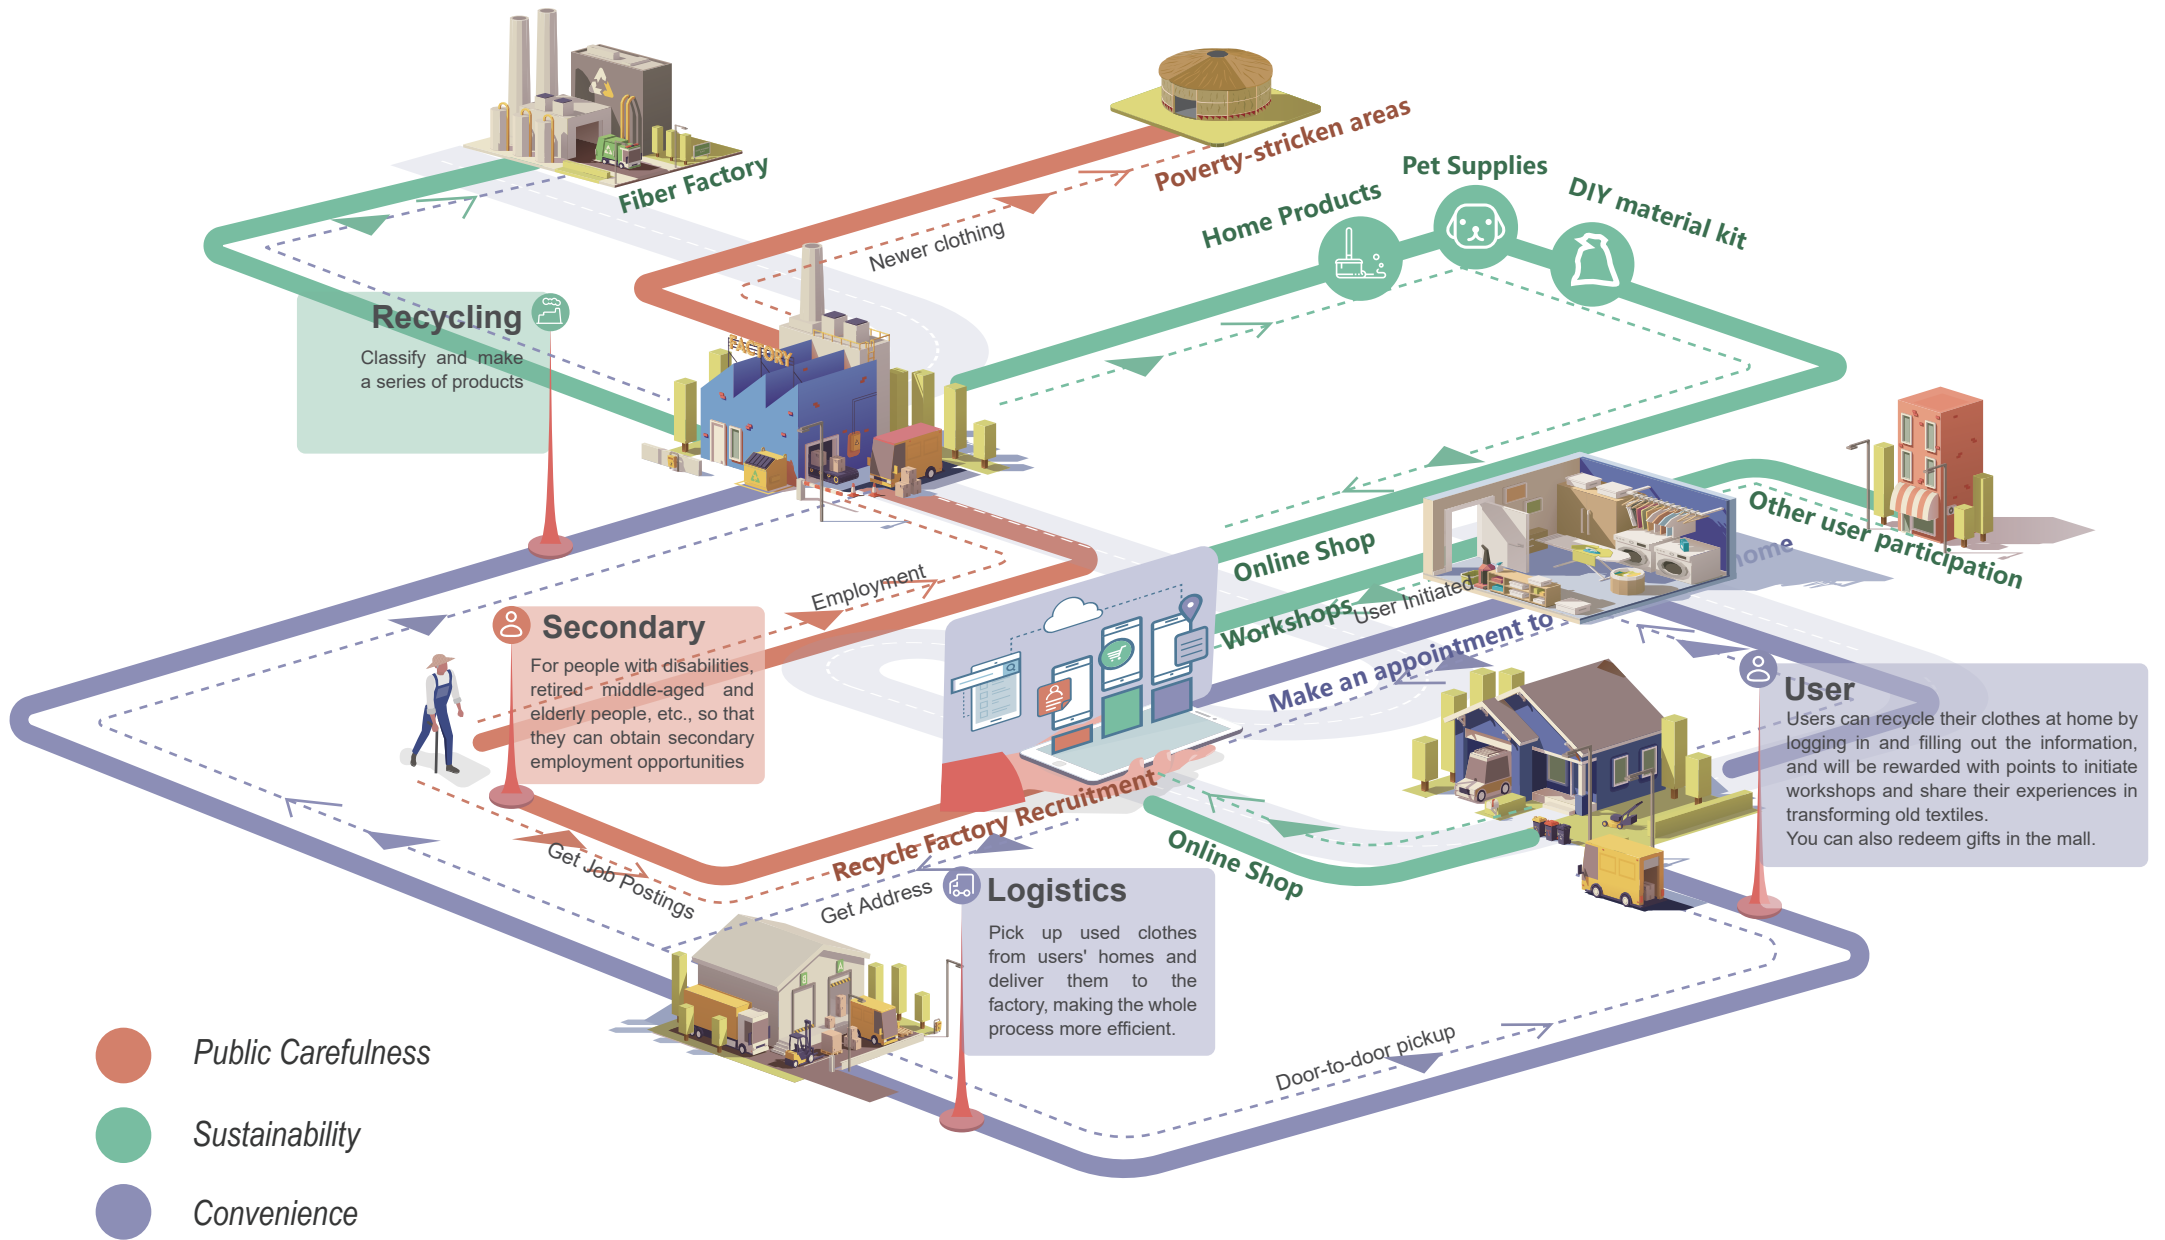 Fiber Factory
Poverty-stricken areas
Pet Supplies
Home Products
DIY material kit
Newer clothing
Recycling
Classify and make
a series of products
FACTORY
Other user participation
Online Shop
home
Employment
User Initiated
Workshops
Make an appointment to
Secondary
For people with disabilities,
retired middle-aged and
elderly people, etc., so that
they can obtain secondary
employment opportunities
User
Users can recycle their clothes at home by
logging in and filling out the information,
and will be rewarded with points to initiate
workshops and share their experiences in
transforming old textiles.
You can also redeem gifts in the mall.
Recycle Factory Recruitment
Get Job Postings
Get Address
Online Shop
Logistics
Pick up used clothes
from users' homes and
deliver them to the
factory, making the whole
process more efficient.
Door-to-door pickup
Public Carefulness
Sustainability
Convenience